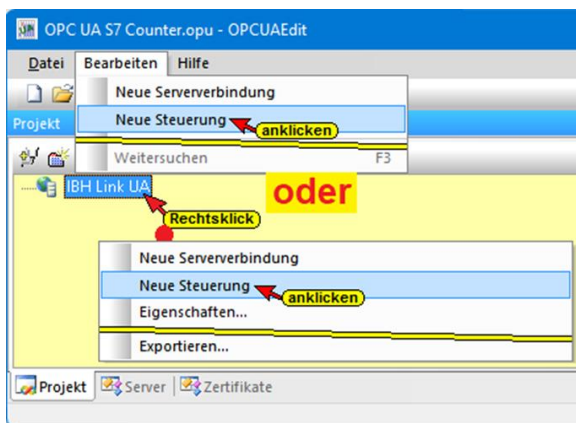 OPC UA S7 Counter.opu - OPCUAEdit
Datei Bearbeiten Hilfe
Neue Serververbindung
Neue Steuerung anklicken
Projekt
Weitersuchen F3
IBH Link UA
oder
Rechtsklick
Neue Serververbindung
Neue Steuerung anklicken
Eigenschaften...
Exportieren...
Projekt Server Zertifikate